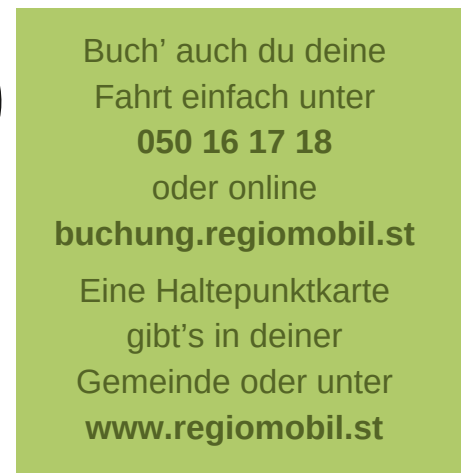 Buch’ auch du deine
Fahrt einfach unter
050 16 17 18
oder online
buchung.regiomobil.st
Eine Haltepunktkarte
gibt’s in deiner
Gemeinde oder unter
www.regiomobil.st